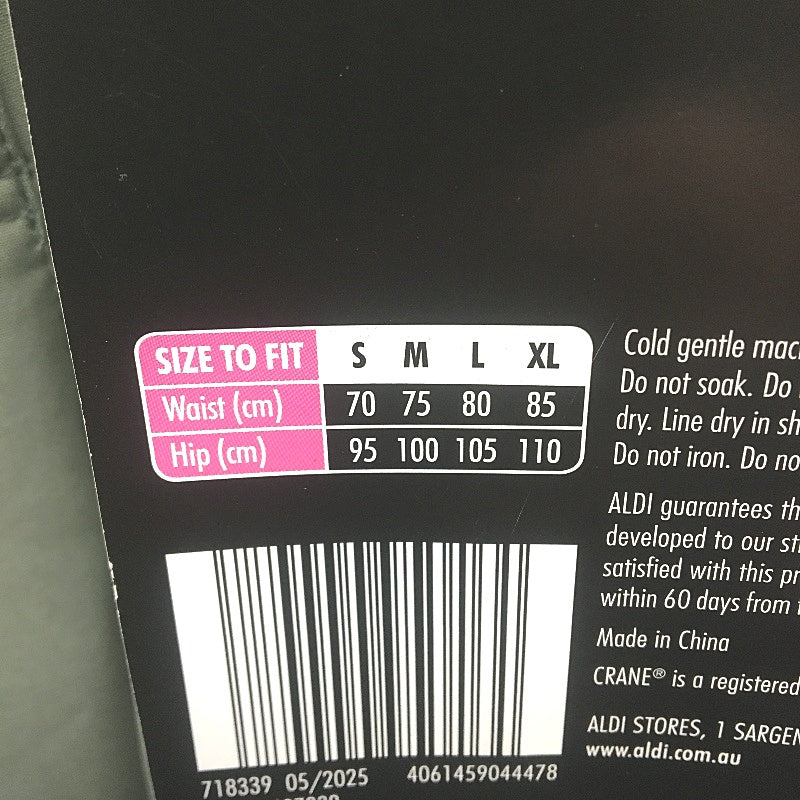 SIZE TO FIT S M L XL
Waist (cm) 70 75 80 85
Hip (cm) 95 100 105 110
Cold gentle
Do not soak. Do
dry. Line dry in
Do not iron. Do
ALDI guarantees
developed to our
satisfied with this
within 60 days from
Made in China
CRANE® is a registered
ALDI STORES, 1
www.aldi.com.au
718339 05/2025 4061459044478